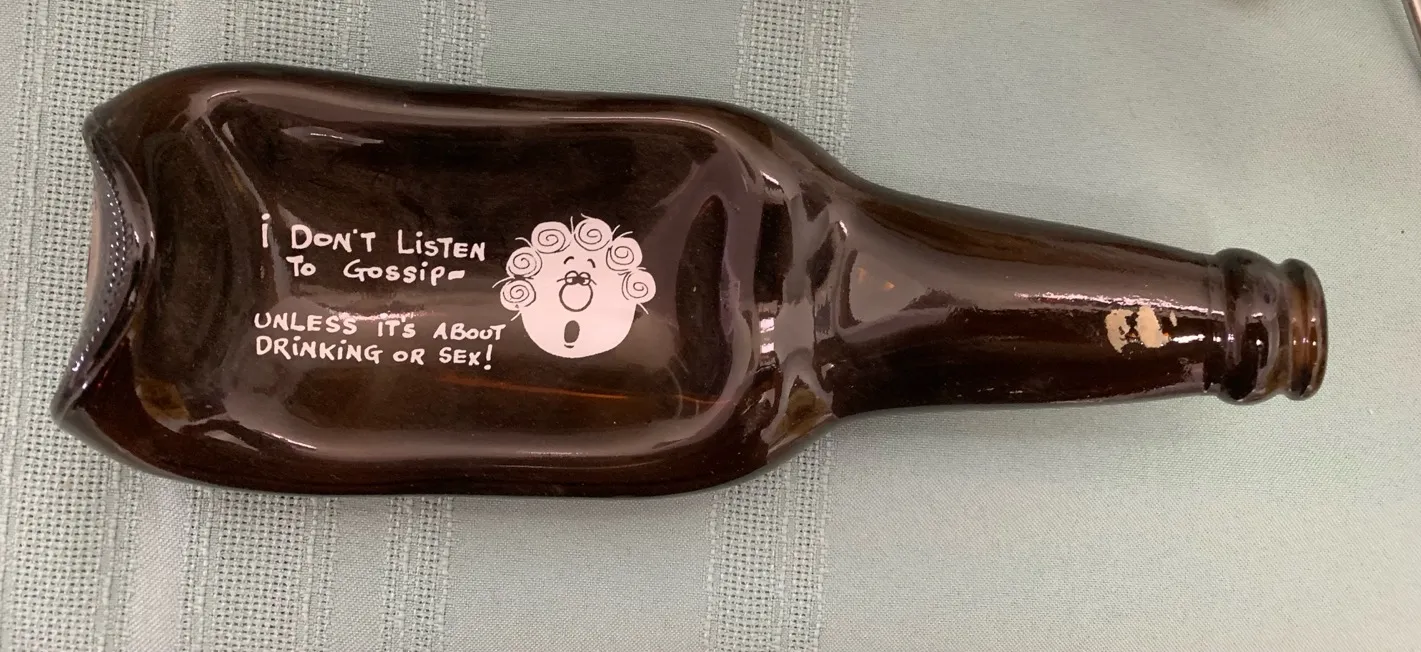 i DON'T LiSTEN
To GossiP-
UNLESS iT'S ABOUT
DRiNKiNG OR SEX!